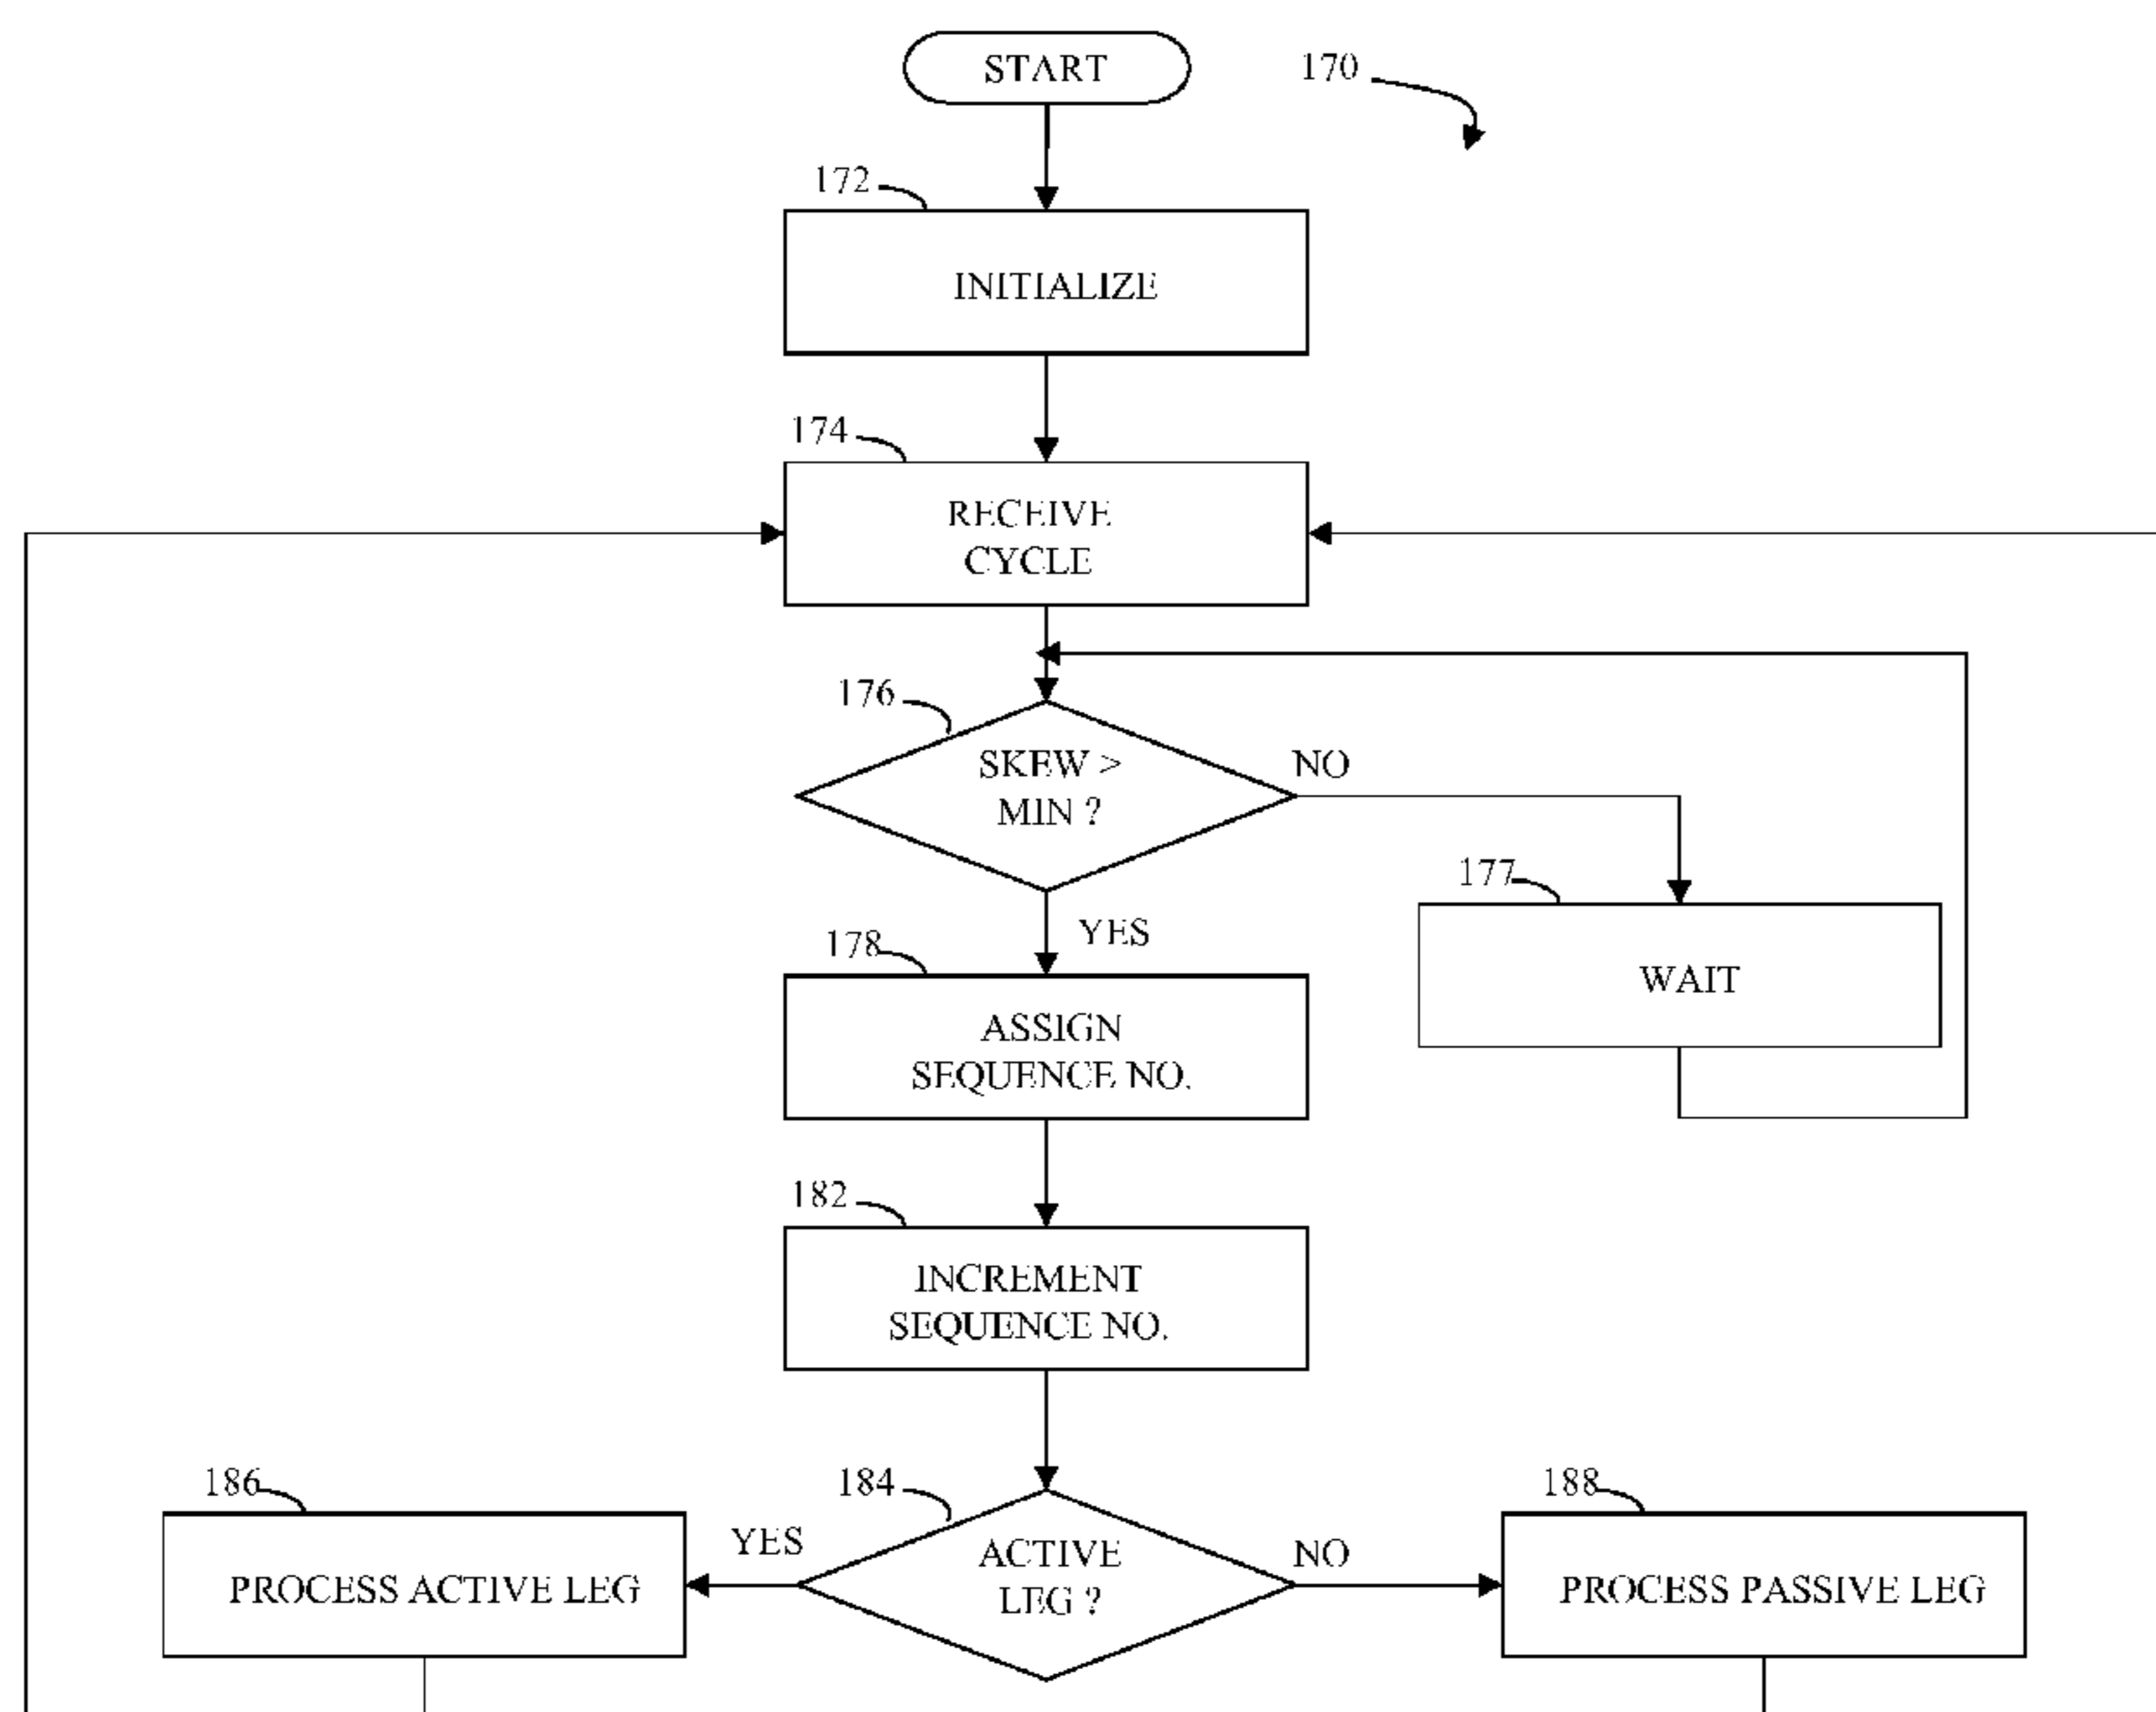 START
170
172
INITIALIZE
174
RECEIVE
CYCLE
176
SKEW >
MIN ?
NO
177
WAIT
YES
178
ASSIGN
SEQUENCE NO.
182
INCREMENT
SEQUENCE NO.
184
ACTIVE
LEG ?
YES
186
PROCESS ACTIVE LEG
NO
188
PROCESS PASSIVE LEG